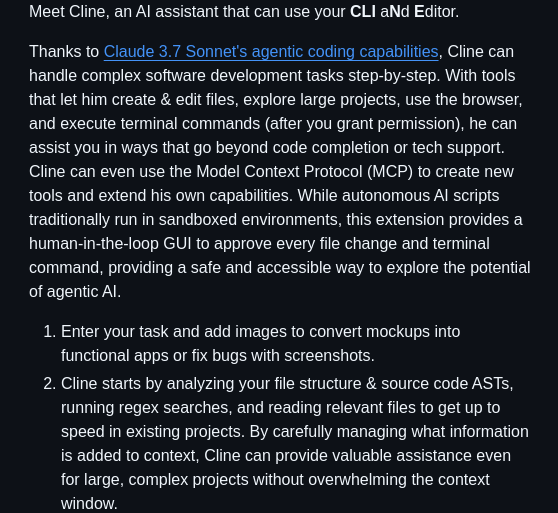 Meet Cline, an AI assistant that can use your CLI aNd Editor.
Thanks to Claude 3.7 Sonnet's agentic coding capabilities, Cline can
handle complex software development tasks step-by-step. With tools
that let him create & edit files, explore large projects, use the browser,
and execute terminal commands (after you grant permission), he can
assist you in ways that go beyond code completion or tech support.
Cline can even use the Model Context Protocol (MCP) to create new
tools and extend his own capabilities. While autonomous AI scripts
traditionally run in sandboxed environments, this extension provides a
human-in-the-loop GUI to approve every file change and terminal
command, providing a safe and accessible way to explore the potential
of agentic AI.
1. Enter your task and add images to convert mockups into
functional apps or fix bugs with screenshots.
2. Cline starts by analyzing your file structure & source code ASTs,
running regex searches, and reading relevant files to get up to
speed in existing projects. By carefully managing what information
is added to context, Cline can provide valuable assistance even
for large, complex projects without overwhelming the context
window.